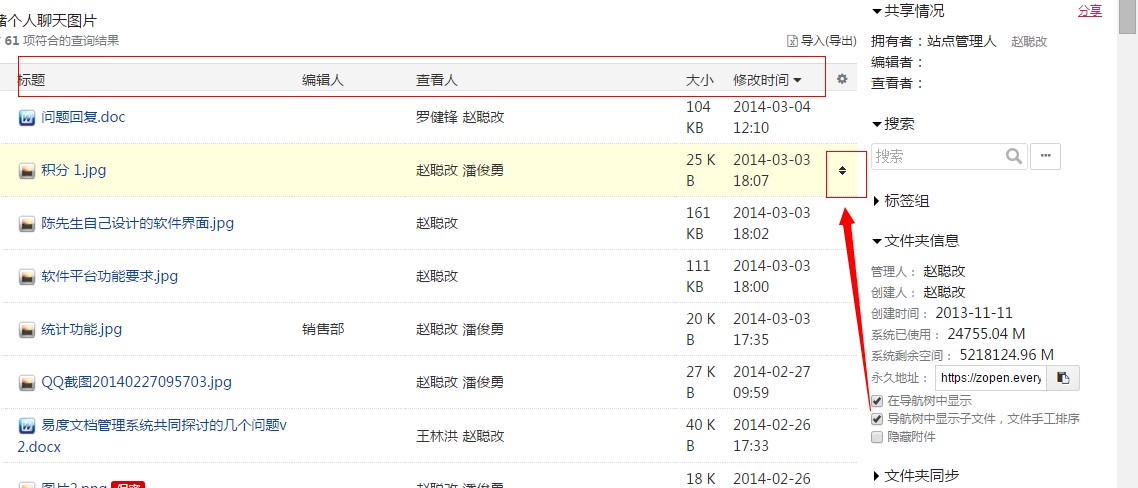 个人聊天图片
61 项符合的查询结果
导入(导出)
标题 编辑人 查看人 大小 修改时间
问题回复.doc 罗健锋 赵聪改 104 KB 2014-03-04 12:10
积分 1.jpg 赵聪改 潘俊勇 25 KB 2014-03-03 18:07
陈先生自己设计的软件界面.jpg 赵聪改 161 KB 2014-03-03 18:02
软件平台功能要求.jpg 赵聪改 111 KB 2014-03-03 18:00
统计功能.jpg 销售部 赵聪改 潘俊勇 20 KB 2014-03-03 17:35
QQ截图20140227095703.jpg 赵聪改 潘俊勇 27 KB 2014-02-27 09:59
易度文档管理系统共同探讨的几个问题v2.docx 王林洪 赵聪改 40 KB 2014-02-26 17:33
图片2.png 保密 赵聪改 潘俊勇 18 K 2014-02-26
共享情况 分享
拥有者：站点管理人 赵聪改
编辑者：
查看者：
搜索
搜索 ...
标签组
文件夹信息
管理人： 赵聪改
创建人： 赵聪改
创建时间： 2013-11-11
系统已使用： 24755.04 M
系统剩余空间： 5218124.96 M
永久地址： https://zopen.every
在导航树中显示
导航树中显示子文件，文件手工排序
隐藏附件
文件夹同步